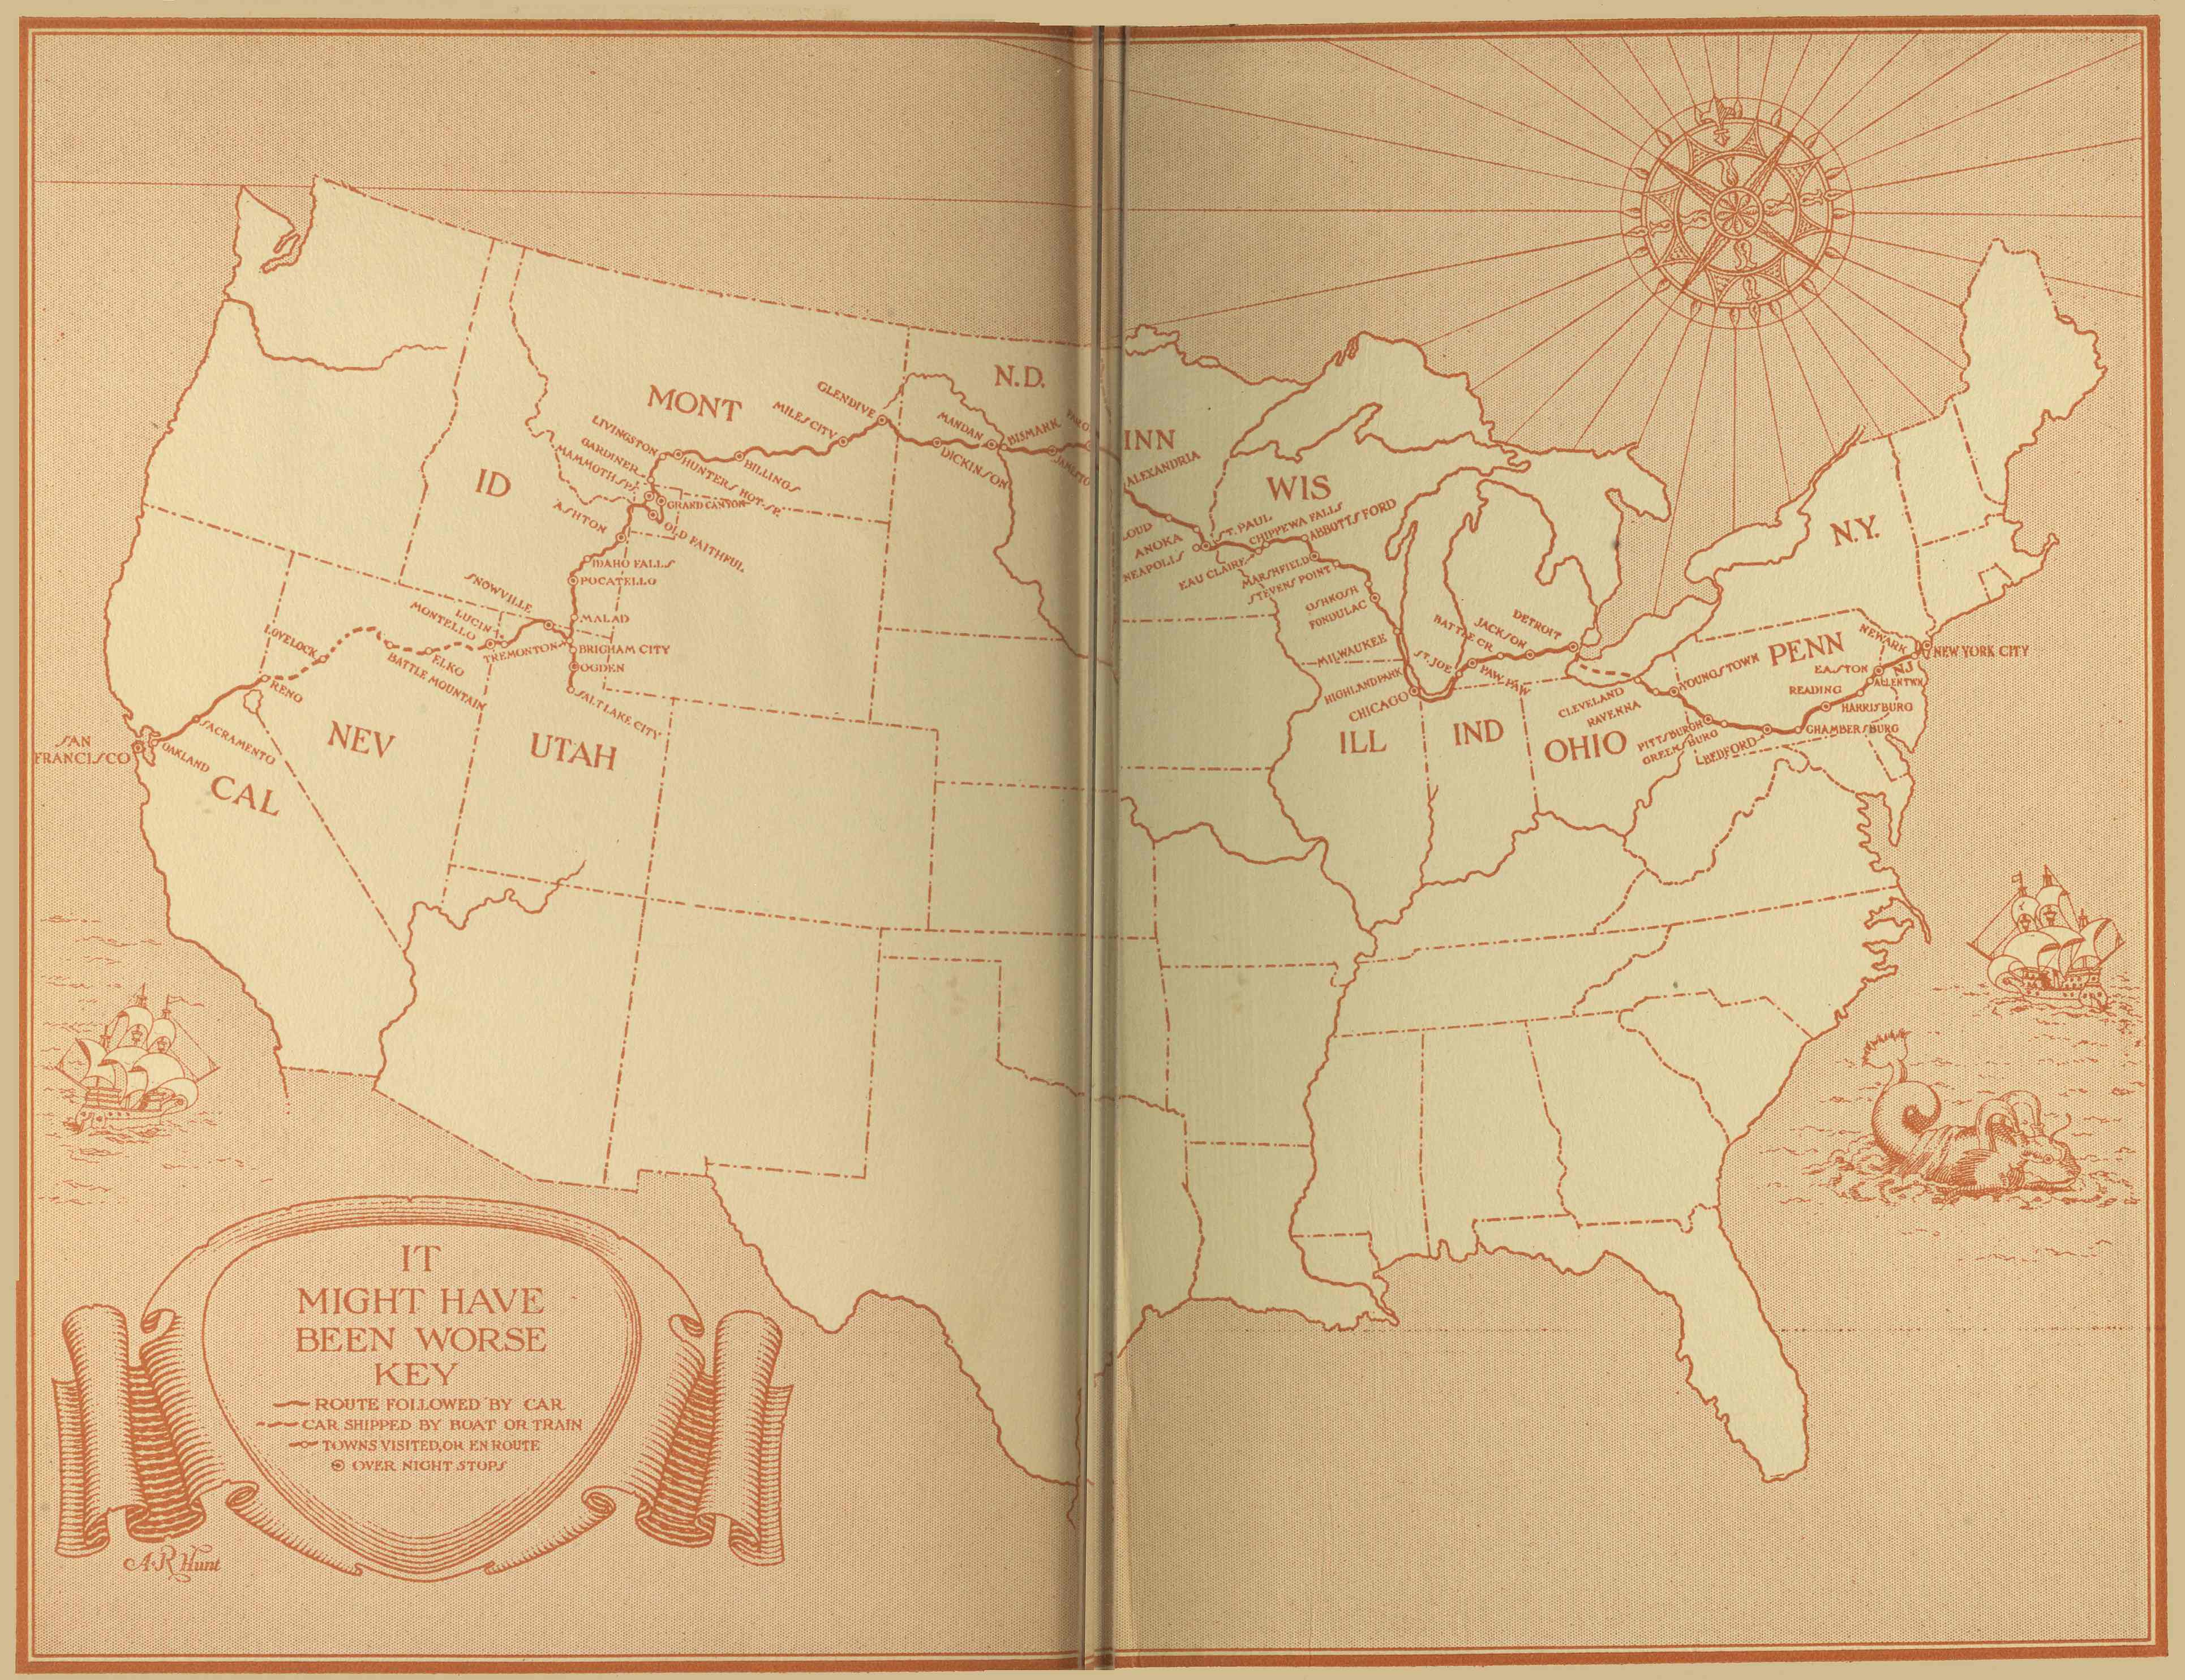 N.D.
MONT
GLENDIVE
MILES CITY
MANDAN
BISMARK
DICKINSON
LIVINGSTON
GARDINER
MAMMOTH SP.
HUNTERS HOT SP.
BILLINGS
GRAND CANYON
OLD FAITHFUL
ID
ASHTON
IDAHO FALLS
POCATELLO
SNOWVILLE
MALAD
LUCIN
MONTELLO
TREMONTON
BRIGHAM CITY
OGDEN
SALT LAKE CITY
LOVELOCK
ELKO
BATTLE MOUNTAIN
RENO
SACRAMENTO
OAKLAND
SAN
FRANCISCO
CAL
NEV
UTAH
INN
ALEXANDRIA
OUD
ANOKA
NEAPOLIS
ST. PAUL
WIS
CHIPPEWA FALLS
ABBOTTSFORD
EAU CLAIRE
MARSHFIELD
STEVENS POINT
OSHKOSH
FONDULAC
MILWAUKEE
HIGHLAND PARK
CHICAGO
ST. JOE
BATTLE CR.
JACKSON
DETROIT
PAW PAW
ILL
IND
OHIO
CLEVELAND
RAVENNA
YOUNGSTOWN
PITTSBURGH
GREENSBURG
BEDFORD
PENN
N.Y.
NEWARK
NEW YORK CITY
N.J.
EASTON
ALLENTWN
READING
HARRISBURG
CHAMBERSBURG
IT
MIGHT HAVE
BEEN WORSE
KEY
ROUTE FOLLOWED BY CAR
CAR SHIPPED BY BOAT OR TRAIN
TOWNS VISITED, OR EN ROUTE
OVER NIGHT STOPS
A·R Hunt